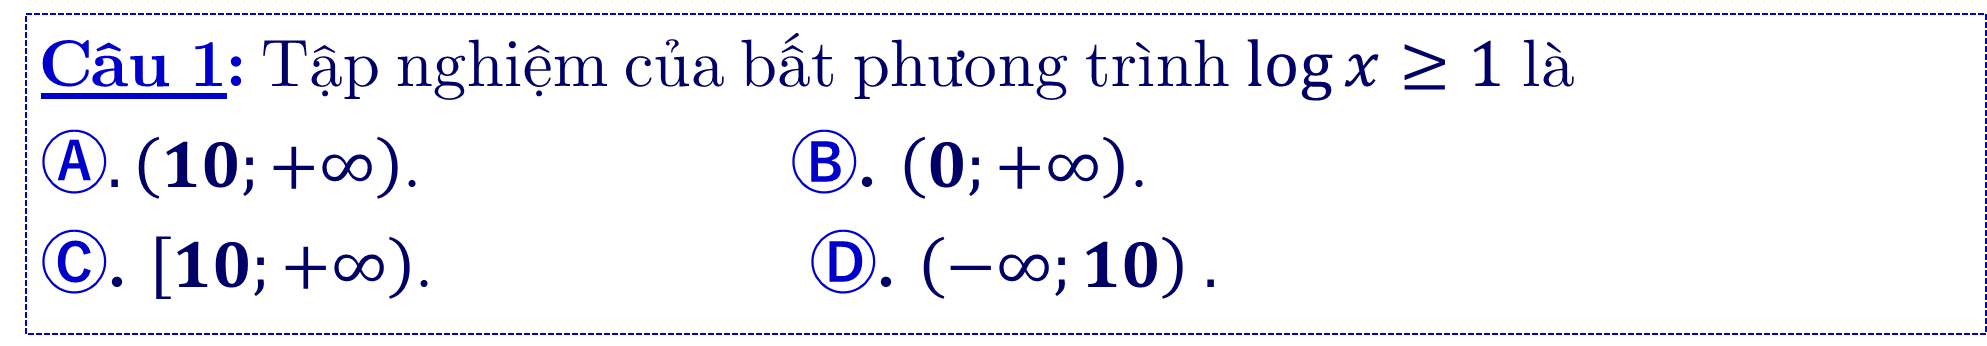 Câu 1: Tập nghiệm của bất phương trình log x ≥ 1 là
Ⓐ. (10; +∞). Ⓑ. (0; +∞).
Ⓒ. [10; +∞). Ⓓ. (−∞; 10) .